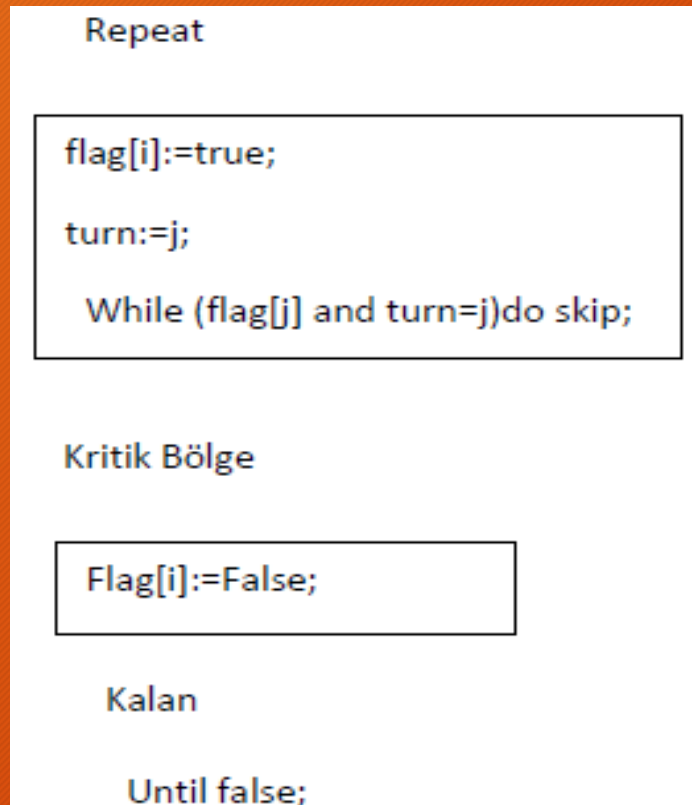 Repeat
flag[i]:=true;
turn:=j;
While (flag[j] and turn=j)do skip;
Kritik Bölge
Flag[i]:=False;
Kalan
Until false;